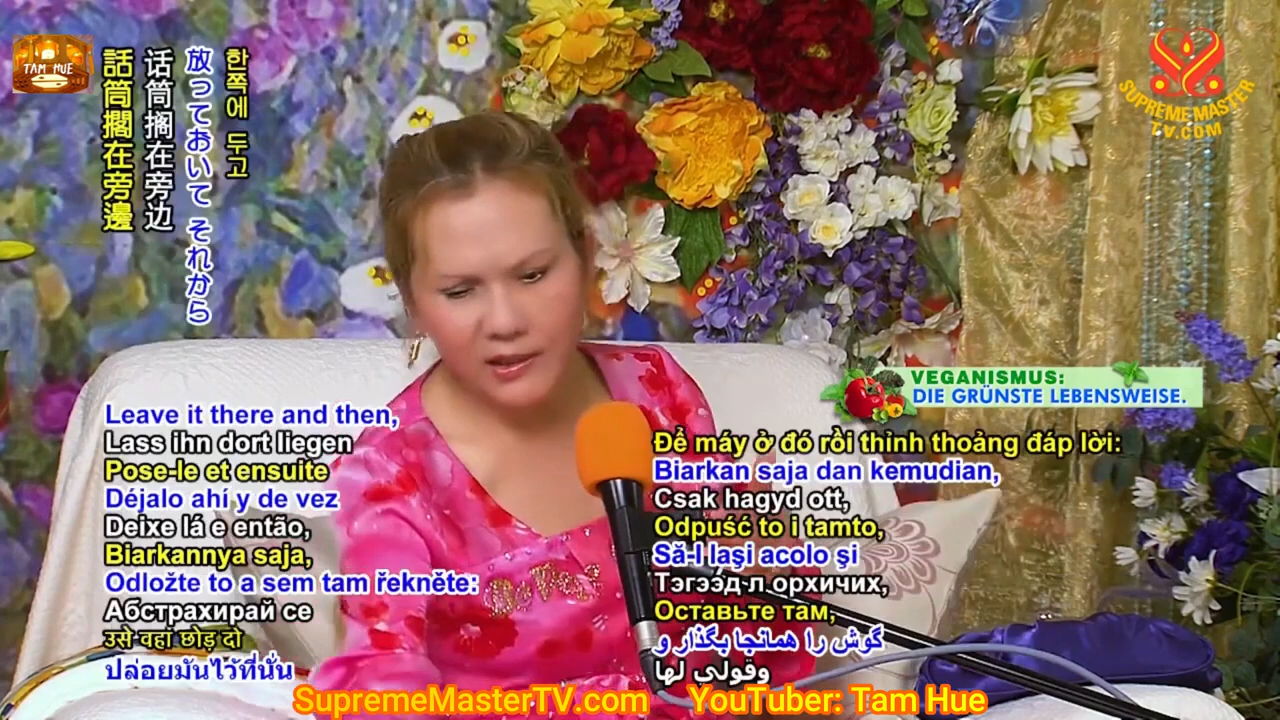 TAM HUE
話筒擱在旁邊
话筒搁在旁边
放っておいて それから
한쪽에 두고
SUPREME MASTER
TV.COM
VEGANISMUS:
DIE GRÜNSTE LEBENSWEISE.
Leave it there and then,
Lass ihn dort liegen
Pose-le et ensuite
Déjalo ahí y de vez
Deixe lá e então,
Biarkannya saja,
Odložte to a sem tam řekněte:
Абстрахирай се
उसे वहाँ छोड़ दो
ปล่อยมันไว้ที่นั่น
Để máy ở đó rồi thỉnh thoảng đáp lời:
Biarkan saja dan kemudian,
Csak hagyd ott,
Odpuść to i tamto,
Să-l laşi acolo şi
Тэгээд л орхичих,
Оставьте там,
گوش را همانجا بگذار و
وقولي لها
SupremeMasterTV.com YouTuber: Tam Hue